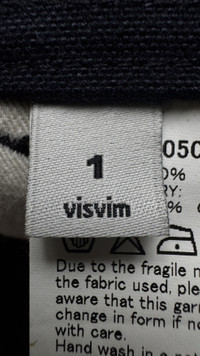 1
visvim
050
0%
RY:
%
Due to the fragile n
the fabric used, ple
aware that this gar
change in form if no
with care.
Hand wash in